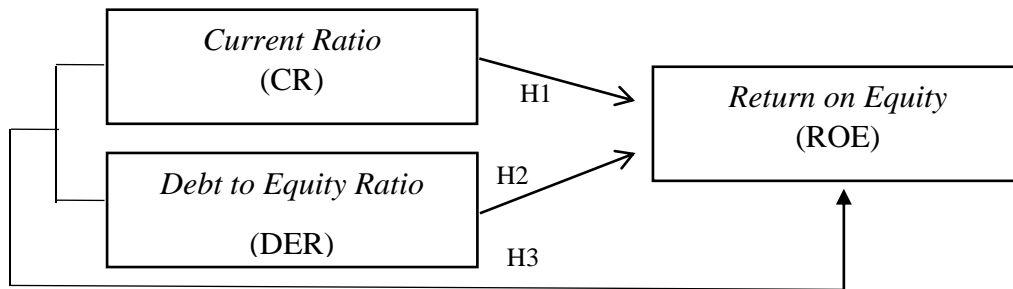 Current Ratio
(CR)
H1
Return on Equity
(ROE)
Debt to Equity Ratio
(DER)
H2
H3